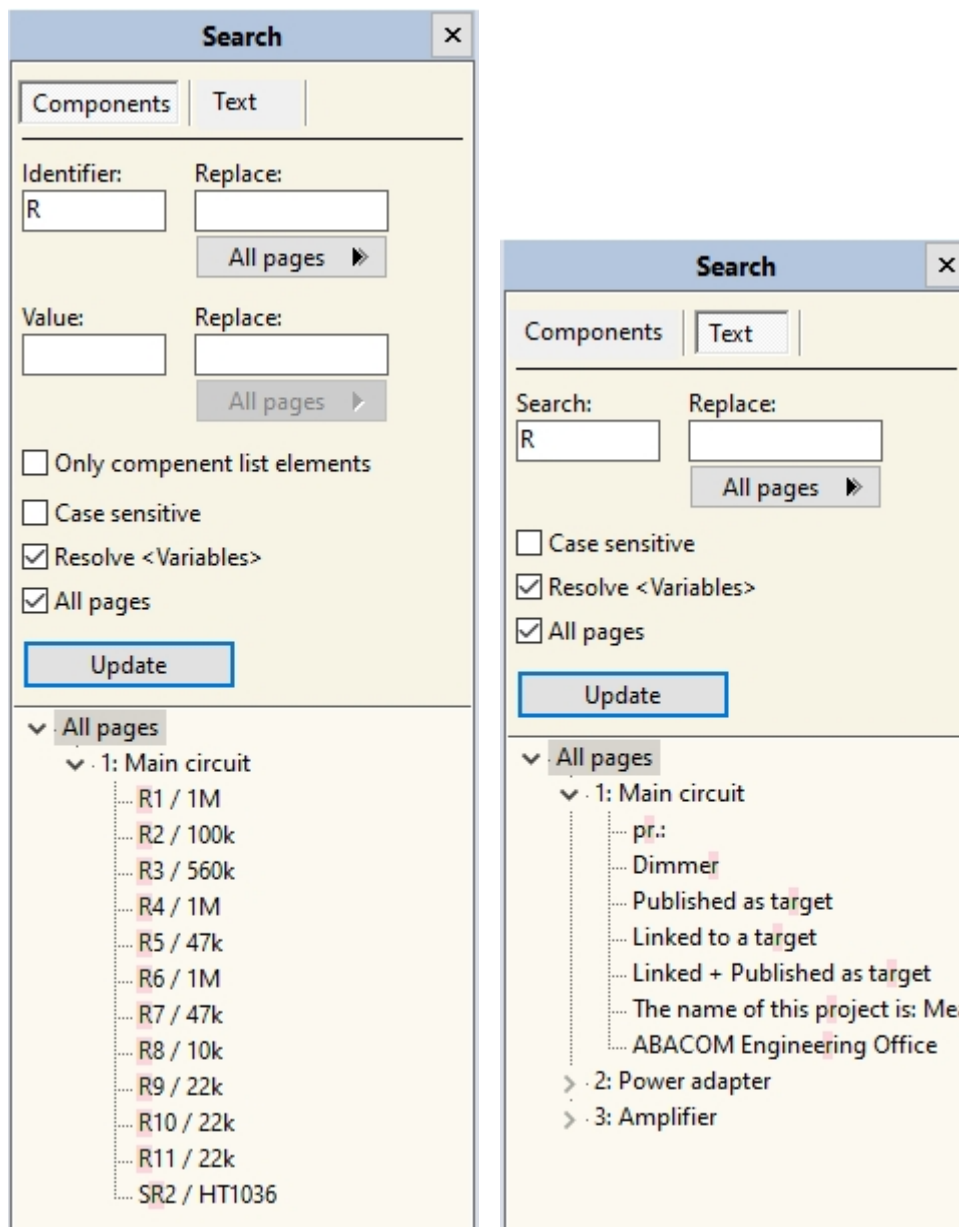 Search
Components Text
Identifier: Replace:
R
All pages
Value: Replace:
All pages
Only compenent list elements
Case sensitive
Resolve <Variables>
All pages
Update
All pages
1: Main circuit
R1 / 1M
R2 / 100k
R3 / 560k
R4 / 1M
R5 / 47k
R6 / 1M
R7 / 47k
R8 / 10k
R9 / 22k
R10 / 22k
R11 / 22k
SR2 / HT1036
Search
Components Text
Search: Replace:
R
All pages
Case sensitive
Resolve <Variables>
All pages
Update
All pages
1: Main circuit
pr.:
Dimmer
Published as target
Linked to a target
Linked + Published as target
The name of this project is: Mea
ABACOM Engineering Office
2: Power adapter
3: Amplifier